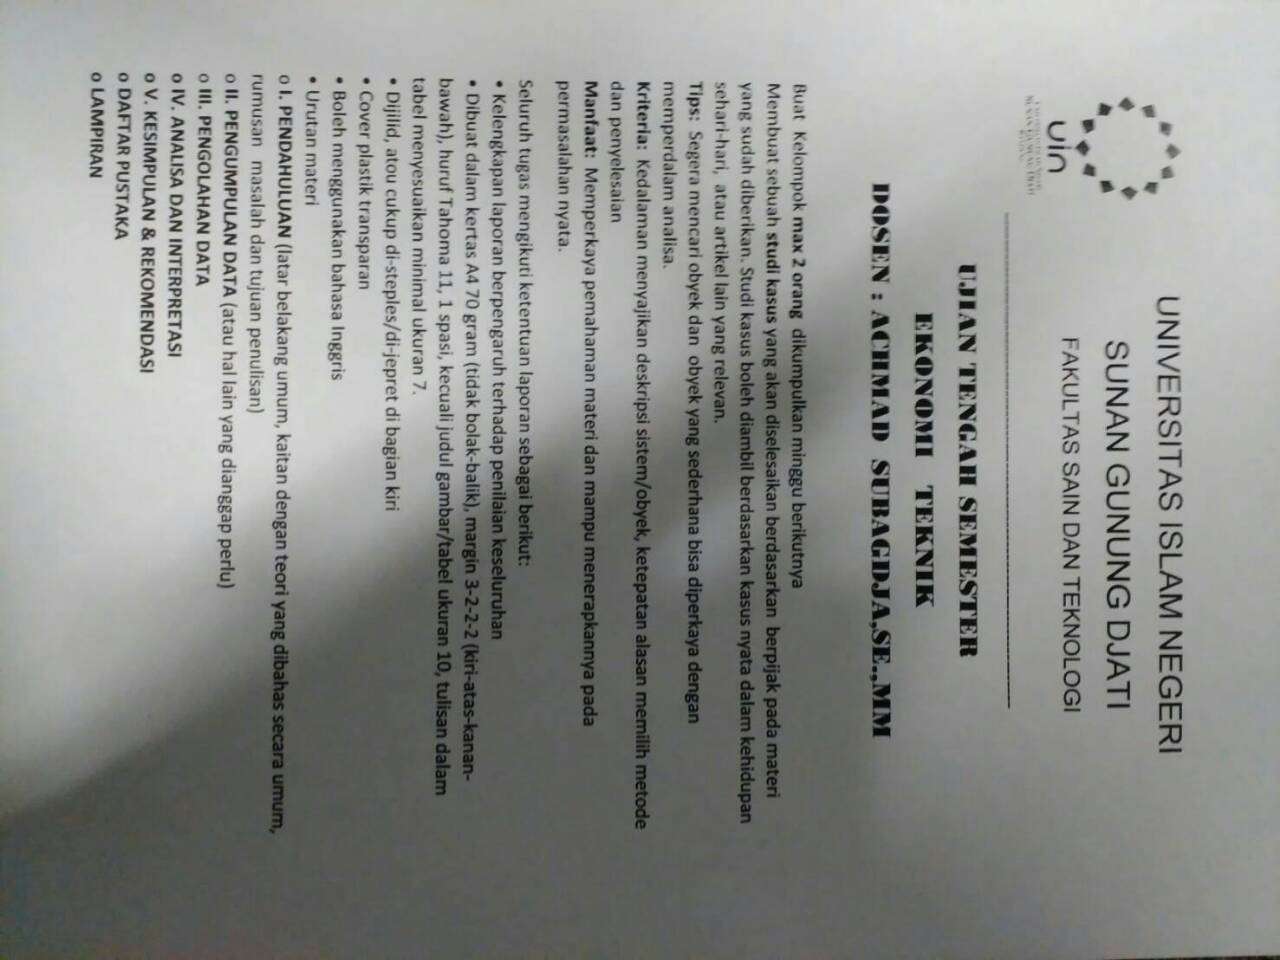 UNIVERSITAS ISLAM NEGERI
SUNAN GUNUNG DJATI
FAKULTAS SAIN DAN TEKNOLOGI
uin
UJIAN TENGAH SEMESTER
EKONOMI TEKNIK
DOSEN : ACHMAD SUBAGDJA,SE.,MM
Buat Kelompok max 2 orang dikumpulkan minggu berikutnya
Membuat sebuah studi kasus yang akan diselesaikan berdasarkan berpijak pada materi
yang sudah diberikan. Studi kasus boleh diambil berdasarkan kasus nyata dalam kehidupan
sehari-hari, atau artikel lain yang relevan.
Tips: Segera mencari obyek dan obyek yang sederhana bisa diperkaya dengan
memperdalam analisa.
Kriteria: Kedalaman menyajikan deskripsi sistem/obyek, ketepatan alasan memilih metode
dan penyelesaian
Manfaat: Memperkaya pemahaman materi dan mampu menerapkannya pada
permasalahan nyata.
Seluruh tugas mengikuti ketentuan laporan sebagai berikut:
• Kelengkapan laporan berpengaruh terhadap penilaian keseluruhan
• Dibuat dalam kertas A4 70 gram (tidak bolak-balik), margin 3-2-2-2 (kiri-atas-kanan-
bawah), huruf Tahoma 11, 1 spasi, kecuali judul gambar/tabel ukuran 10, tulisan dalam
tabel menyesuaikan minimal ukuran 7.
• Dijilid, atou cukup di-steples/di-jepret di bagian kiri
• Cover plastik transparan
• Boleh menggunakan bahasa Inggris
• Urutan materi
o I. PENDAHULUAN (latar belakang umum, kaitan dengan teori yang dibahas secara umum,
rumusan masalah dan tujuan penulisan)
o II. PENGUMPULAN DATA (atau hal lain yang dianggap perlu)
o III. PENGOLAHAN DATA
o IV. ANALISA DAN INTERPRETASI
o V. KESIMPULAN & REKOMENDASI
o DAFTAR PUSTAKA
o LAMPIRAN